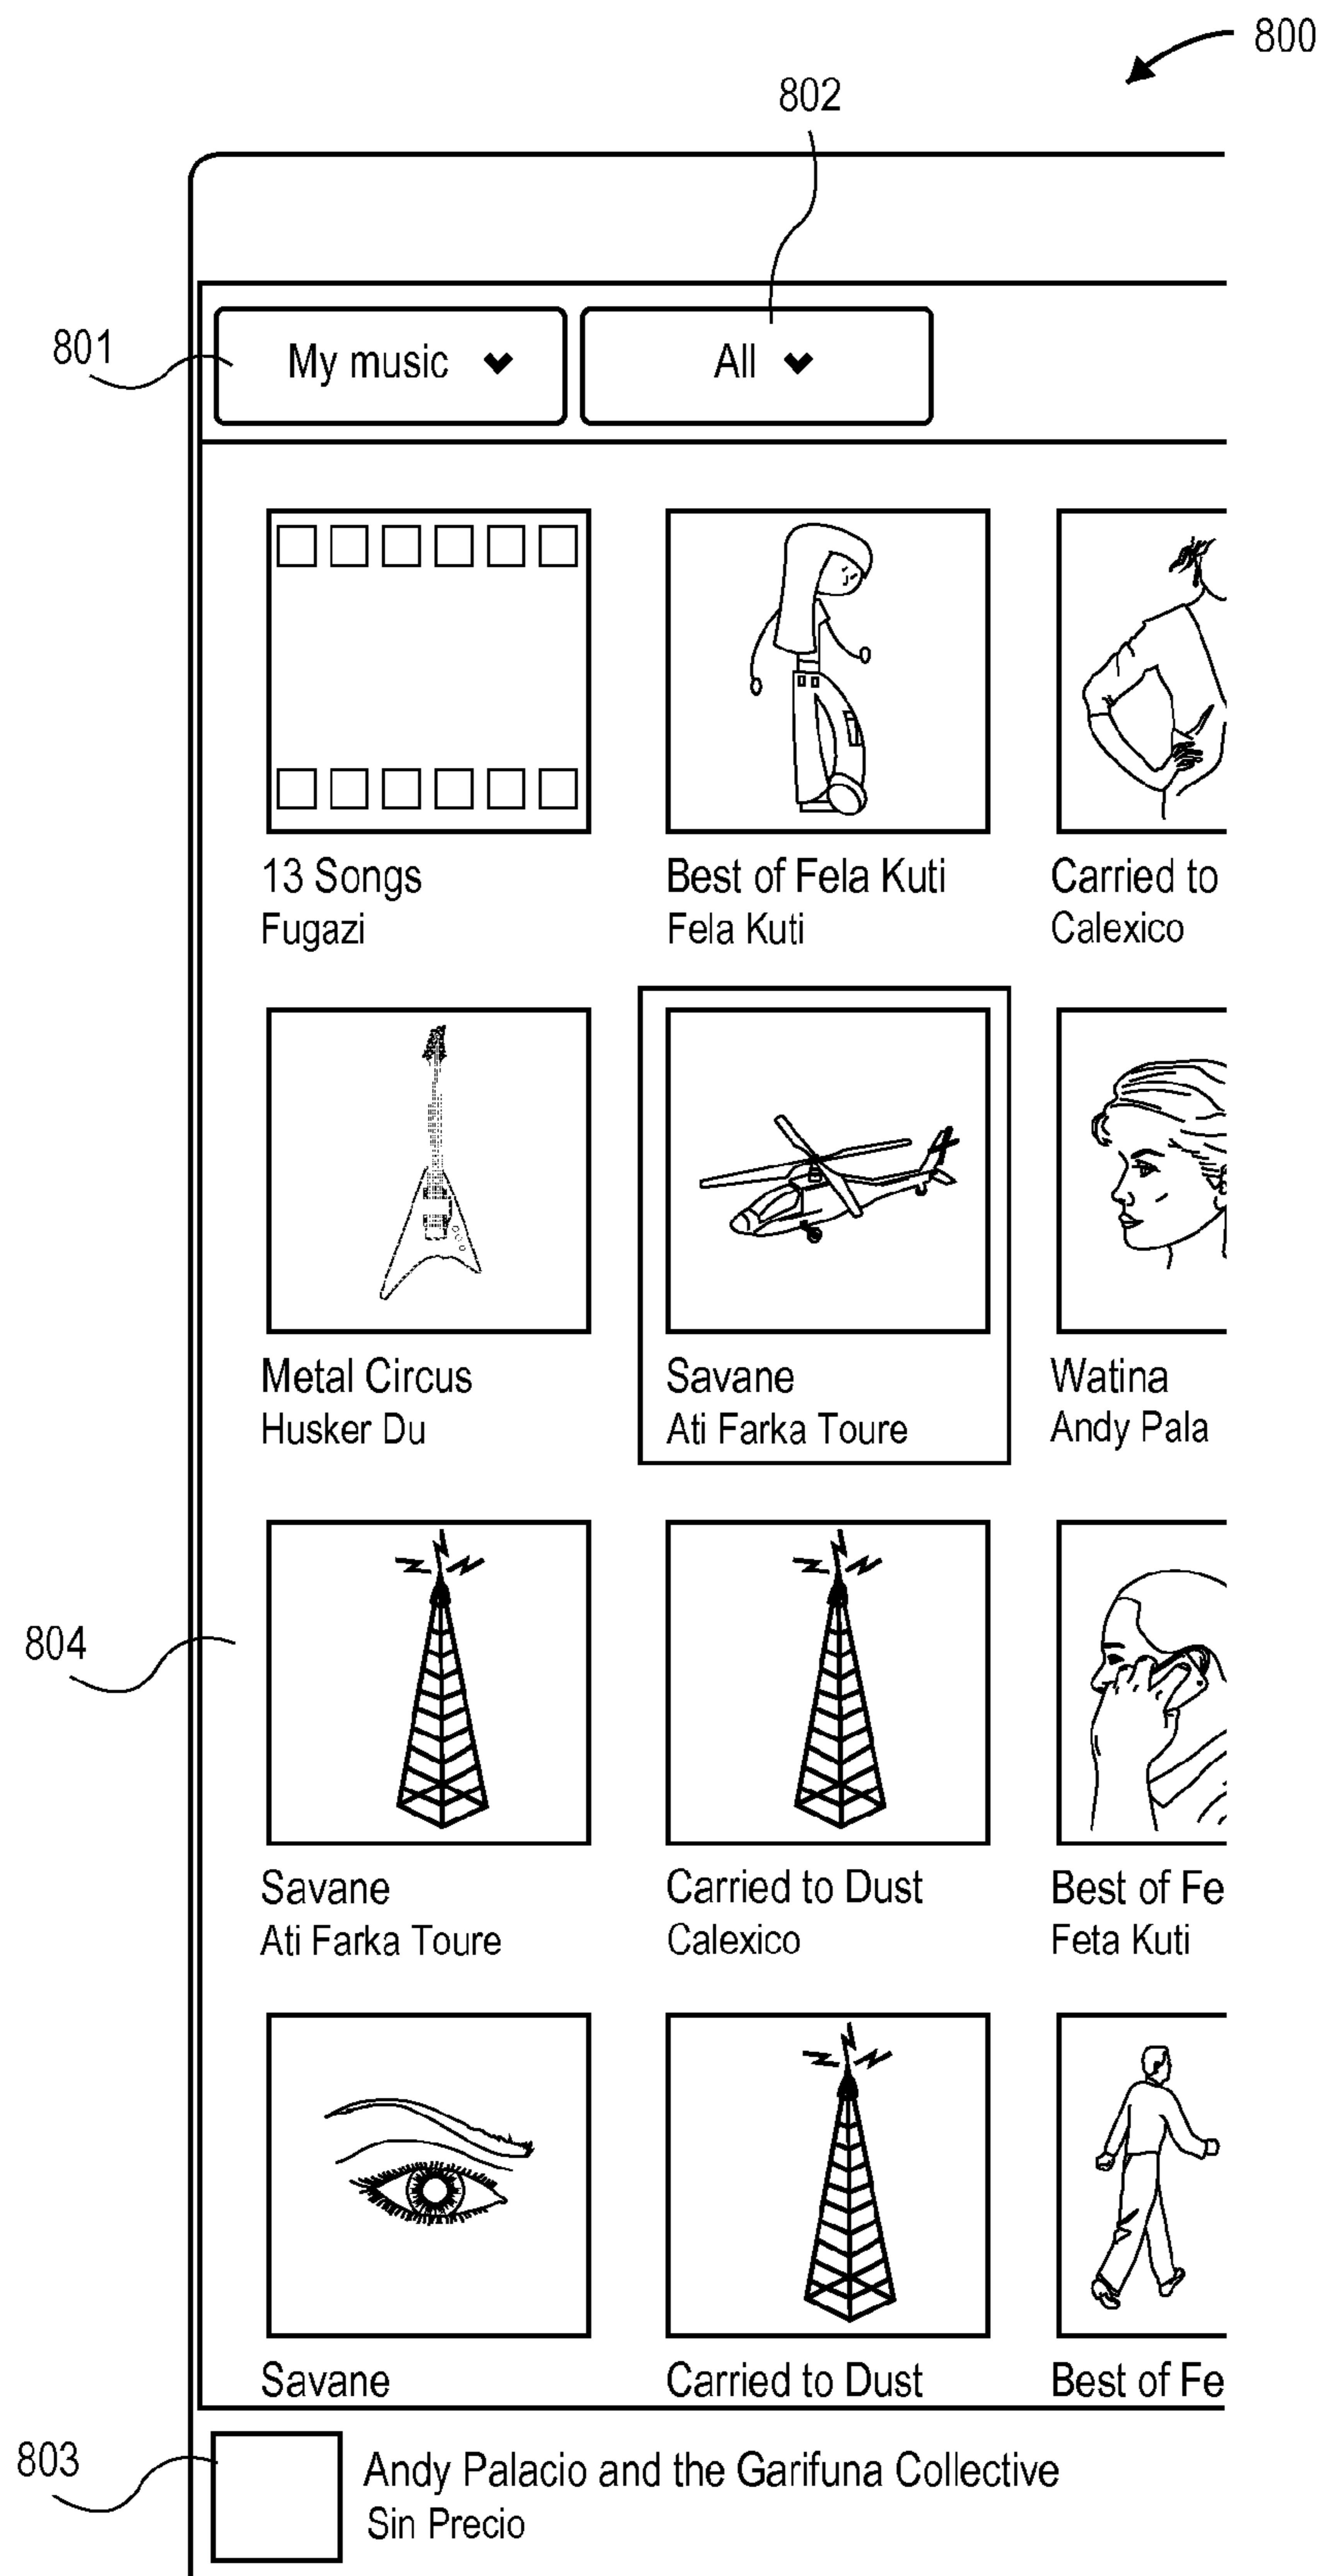 800
802
801
My music
All
13 Songs
Fugazi
Best of Fela Kuti
Fela Kuti
Carried to
Calexico
Metal Circus
Husker Du
Savane
Ati Farka Toure
Watina
Andy Pala
804
Savane
Ati Farka Toure
Carried to Dust
Calexico
Best of Fe
Feta Kuti
Savane
Carried to Dust
Best of Fe
803
Andy Palacio and the Garifuna Collective
Sin Precio